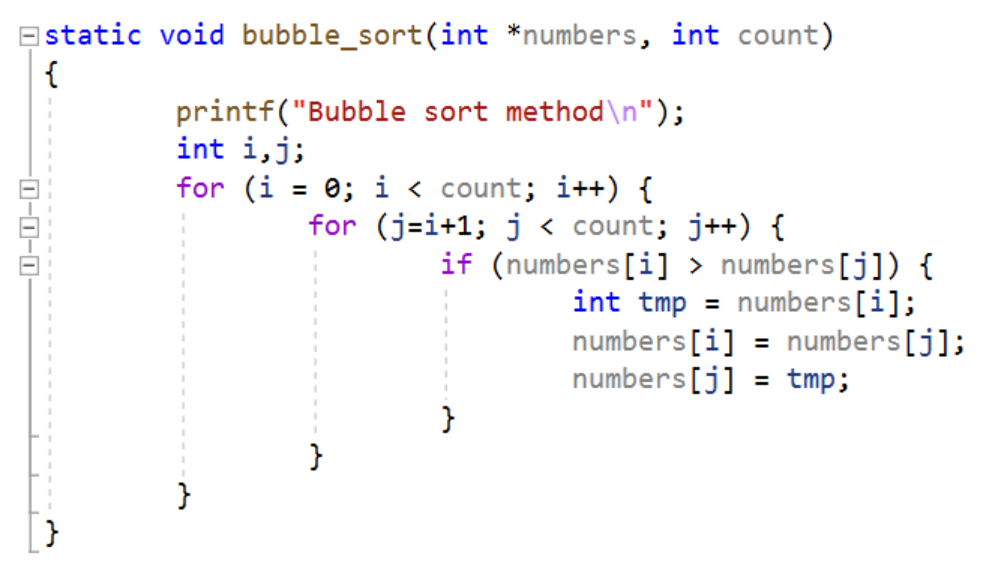 static void bubble_sort(int *numbers, int count)
{
        printf("Bubble sort method\n");
        int i,j;
        for (i = 0; i < count; i++) {
                for (j=i+1; j < count; j++) {
                        if (numbers[i] > numbers[j]) {
                                int tmp = numbers[i];
                                numbers[i] = numbers[j];
                                numbers[j] = tmp;
                        }
                }
        }
}